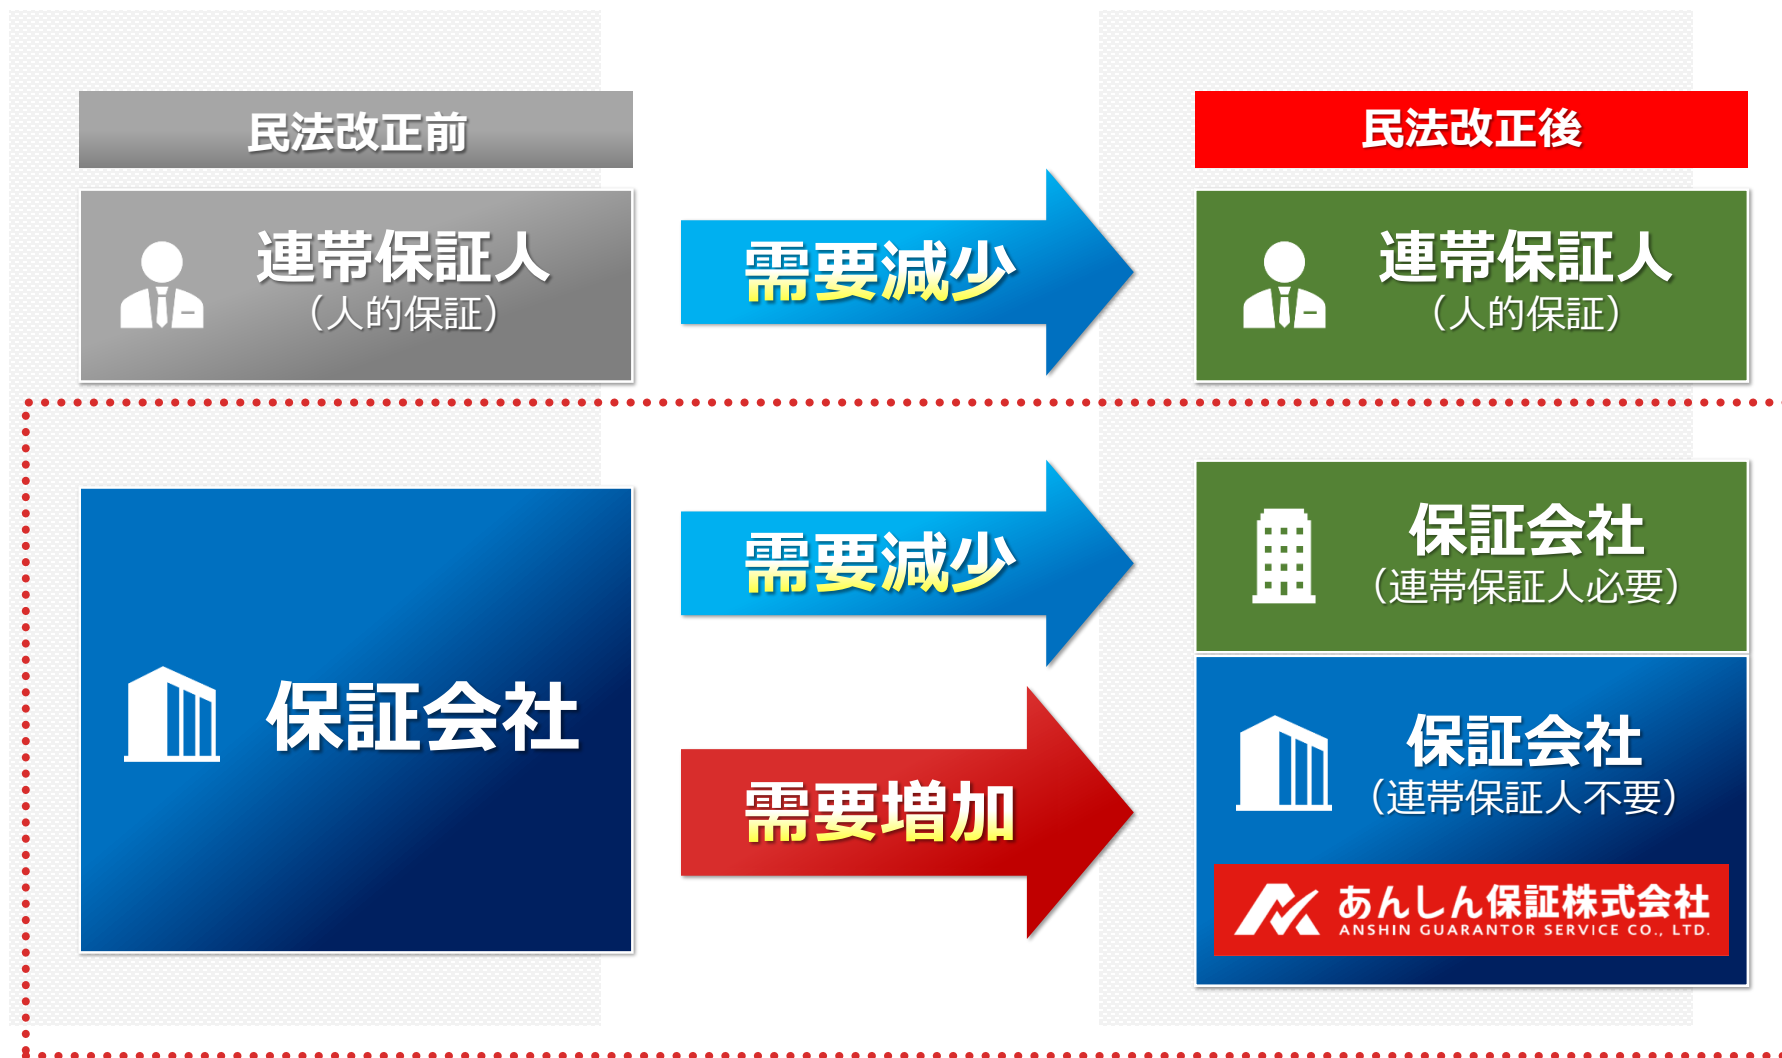 民法改正前
民法改正後
連帯保証人
（人的保証）
需要減少
連帯保証人
（人的保証）
保証会社
需要減少
保証会社
（連帯保証人必要）
需要増加
保証会社
（連帯保証人不要）
あんしん保証株式会社
ANSHIN GUARANTOR SERVICE CO., LTD.